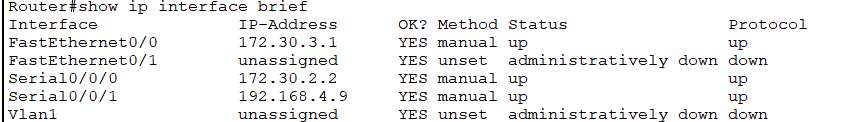 Router#show ip interface brief
Interface IP-Address OK? Method Status Protocol
FastEthernet0/0 172.30.3.1 YES manual up up
FastEthernet0/1 unassigned YES unset administratively down down
Serial0/0/0 172.30.2.2 YES manual up up
Serial0/0/1 192.168.4.9 YES manual up up
Vlan1 unassigned YES unset administratively down down